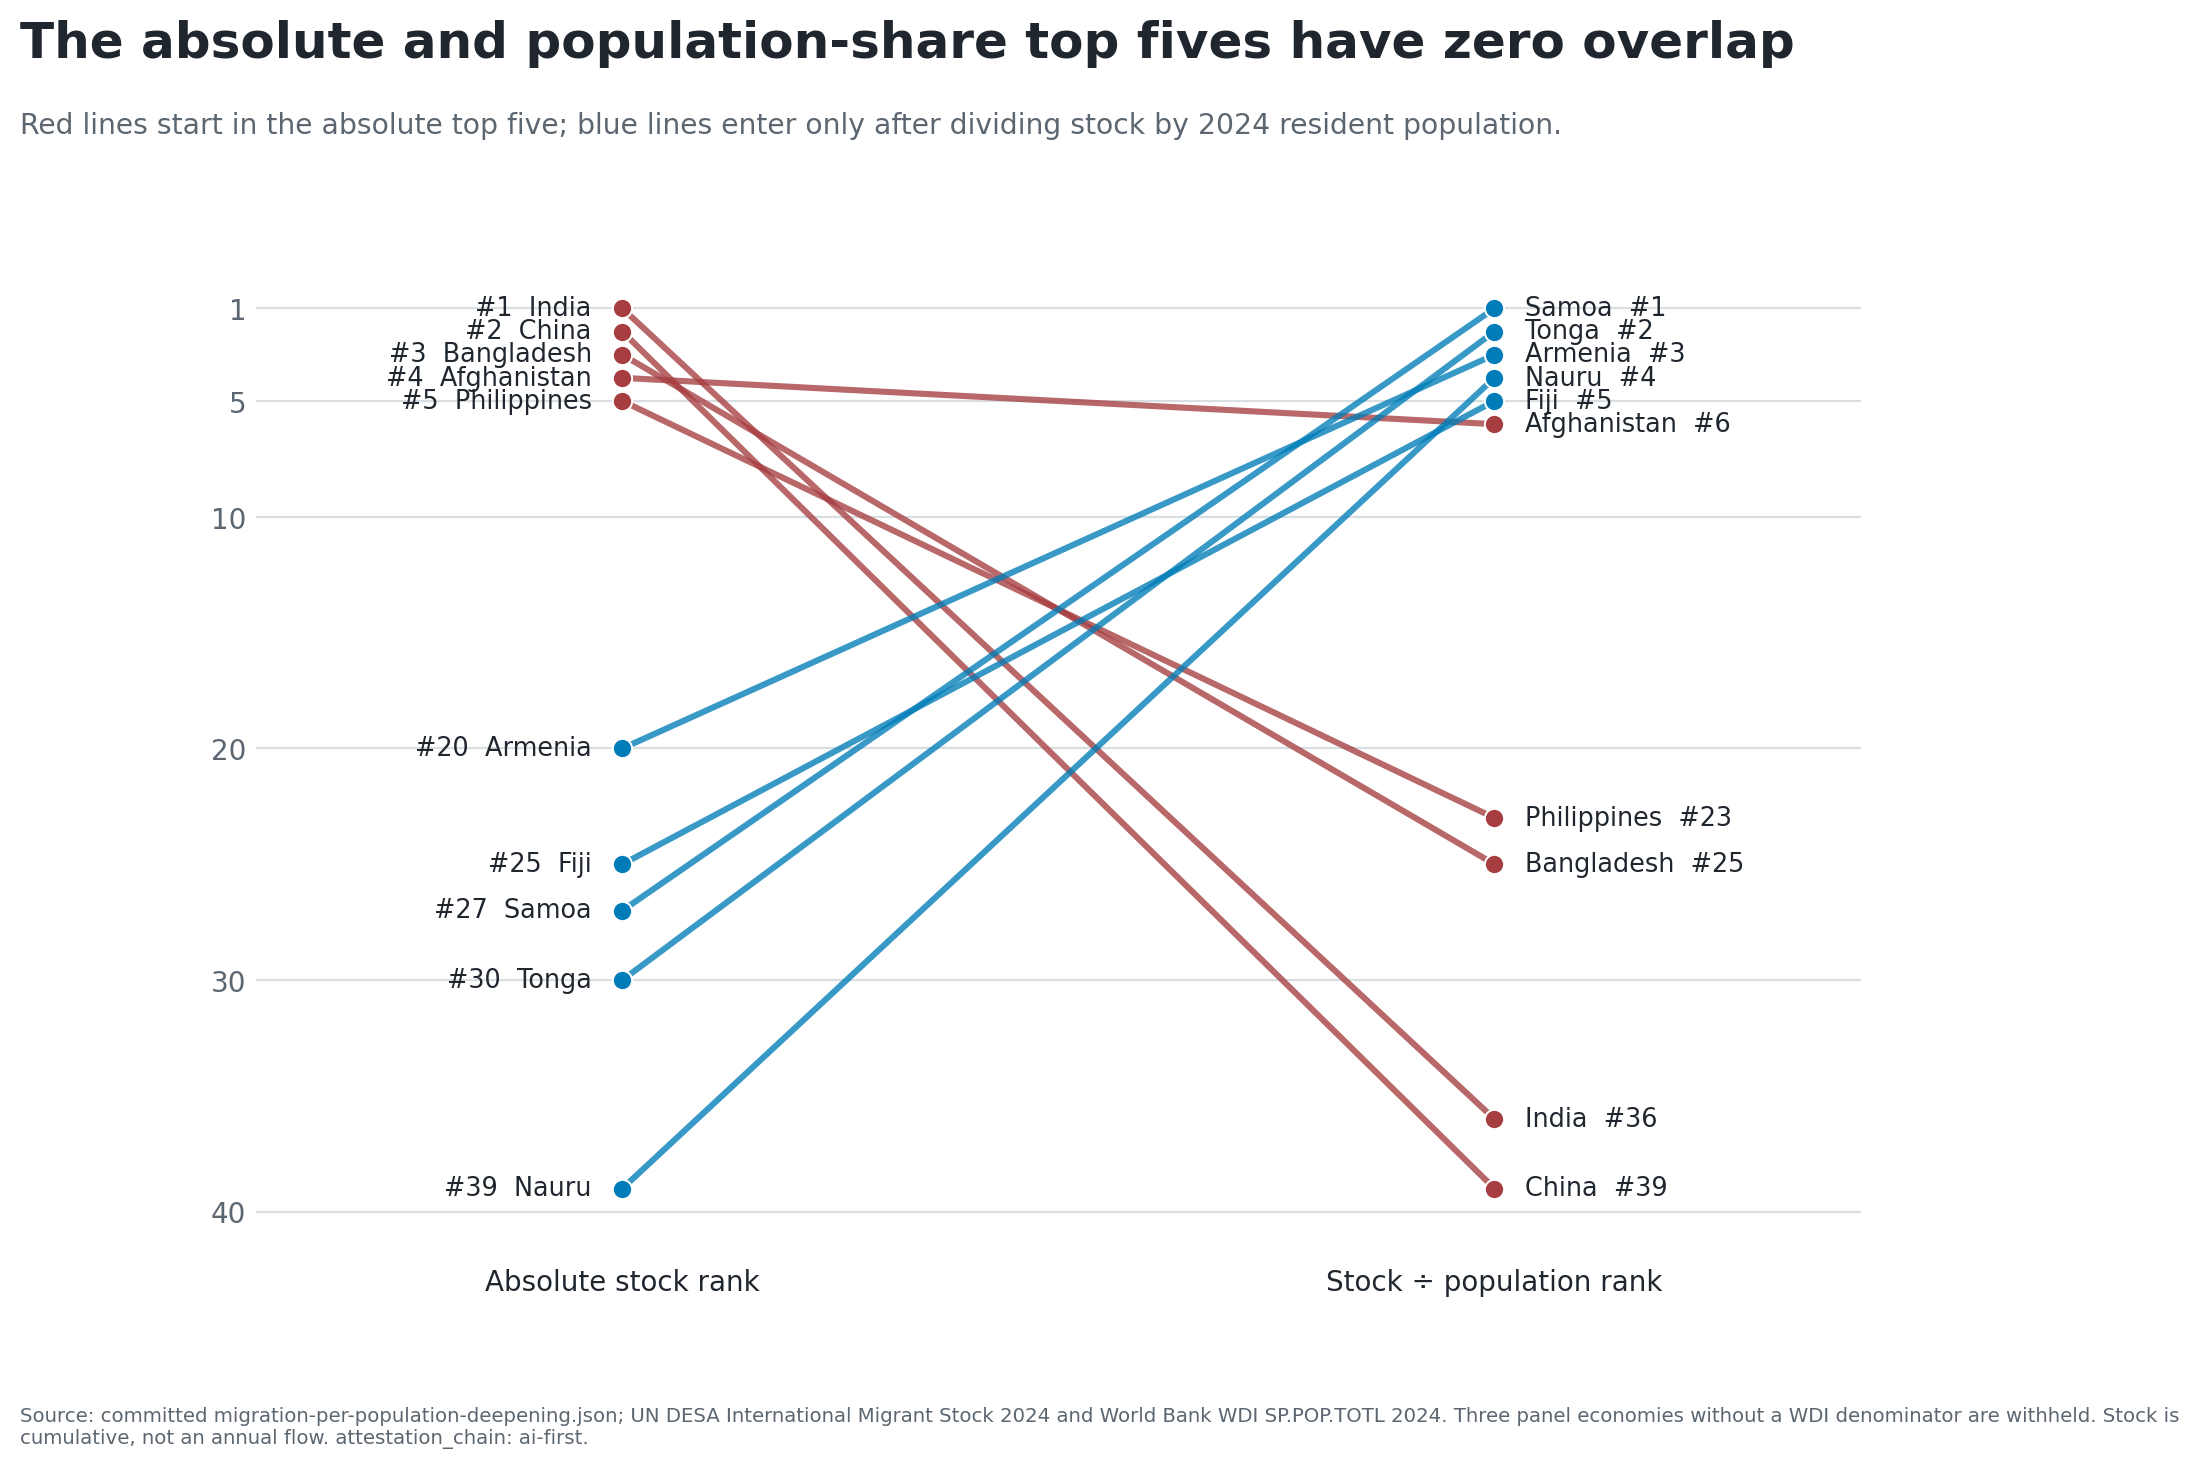 The absolute and population-share top fives have zero overlap
Red lines start in the absolute top five; blue lines enter only after dividing stock by 2024 resident population.
1
5
10
20
30
40
#1  India
#2  China
#3  Bangladesh
#4  Afghanistan
#5  Philippines
#20  Armenia
#25  Fiji
#27  Samoa
#30  Tonga
#39  Nauru
Samoa  #1
Tonga  #2
Armenia  #3
Nauru  #4
Fiji  #5
Afghanistan  #6
Philippines  #23
Bangladesh  #25
India  #36
China  #39
Absolute stock rank
Stock ÷ population rank
Source: committed migration-per-population-deepening.json; UN DESA International Migrant Stock 2024 and World Bank WDI SP.POP.TOTL 2024. Three panel economies without a WDI denominator are withheld. Stock is
cumulative, not an annual flow. attestation_chain: ai-first.